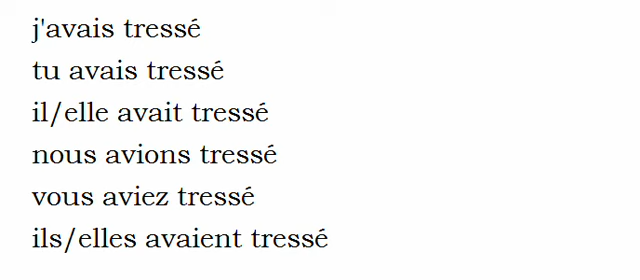 j'avais tressé
tu avais tressé
il/elle avait tressé
nous avions tressé
vous aviez tressé
ils/elles avaient tressé